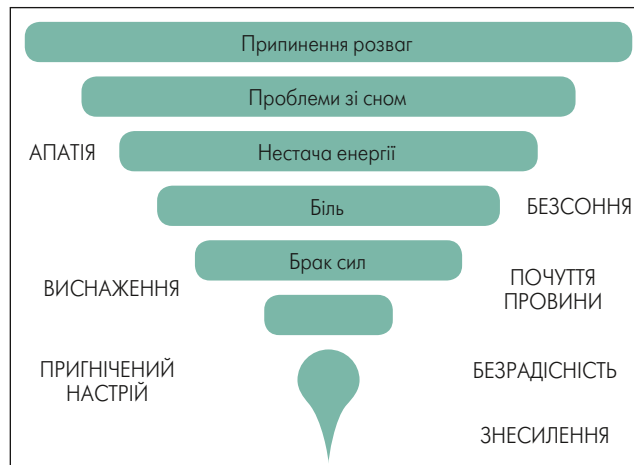 Припинення розваг
Проблеми зі сном
АПАТІЯ
Нестача енергії
Біль
БЕЗСОННЯ
Брак сил
ВИСНАЖЕННЯ
ПОЧУТТЯ
ПРОВИНИ
ПРИГНІЧЕНИЙ
НАСТРІЙ
БЕЗРАДІСНІСТЬ
ЗНЕСИЛЕННЯ